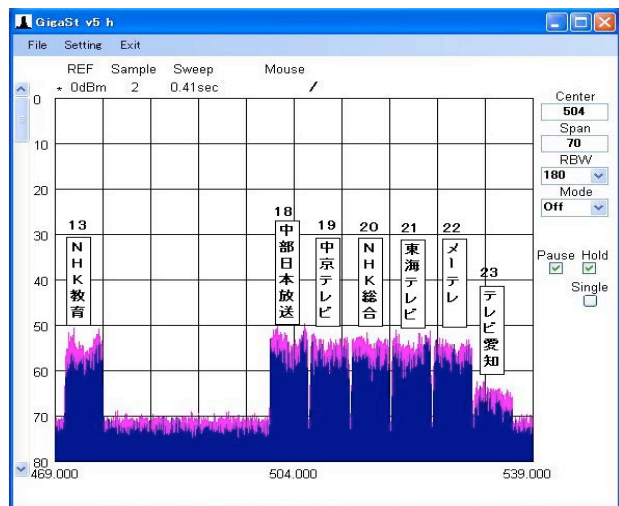 GigaSt v5 h
File Setting Exit
REF Sample Sweep Mouse
* 0dBm 2 0.41sec /
Center
504
Span
70
RBW
180
Mode
Off
Pause Hold
Single
0
10
20
30
40
50
60
70
80
13
NHK教育
18
中部日本放送
19
中京テレビ
20
NHK総合
21
東海テレビ
22
メーテレ
23
テレビ愛知
469.000 504.000 539.000